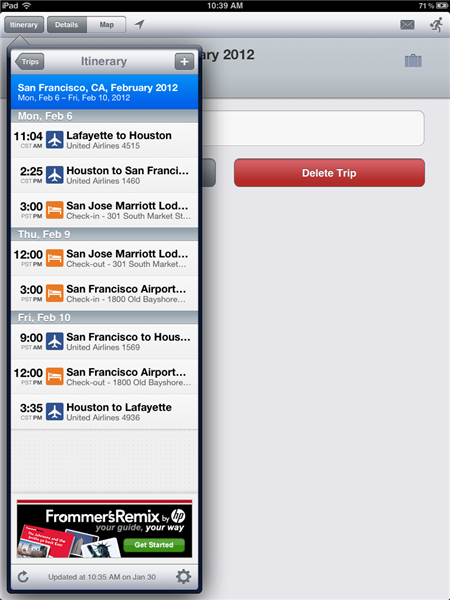 iPad
10:39 AM
71 %
Itinerary
Details
Map
ary 2012
Trips
Itinerary
+
San Francisco, CA, February 2012
Mon, Feb 6 – Fri, Feb 10, 2012
Mon, Feb 6
11:04 Lafayette to Houston
CST AM United Airlines 4515
2:25 Houston to San Franci...
CST PM United Airlines 1460
3:00 San Jose Marriott Lod...
PST PM Check-in - 301 South Market St...
Thu, Feb 9
12:00 San Jose Marriott Lod...
PST PM Check-out - 301 South Market...
3:00 San Francisco Airport...
PST PM Check-in - 1800 Old Bayshore...
Fri, Feb 10
9:00 San Francisco to Hous...
PST AM United Airlines 1569
12:00 San Francisco Airport...
PST PM Check-out - 1800 Old Bayshore...
3:35 Houston to Lafayette
CST PM United Airlines 4936
Delete Trip
Frommer'sRemix by hp
your guide, your way
Get Started
Updated at 10:35 AM on Jan 30